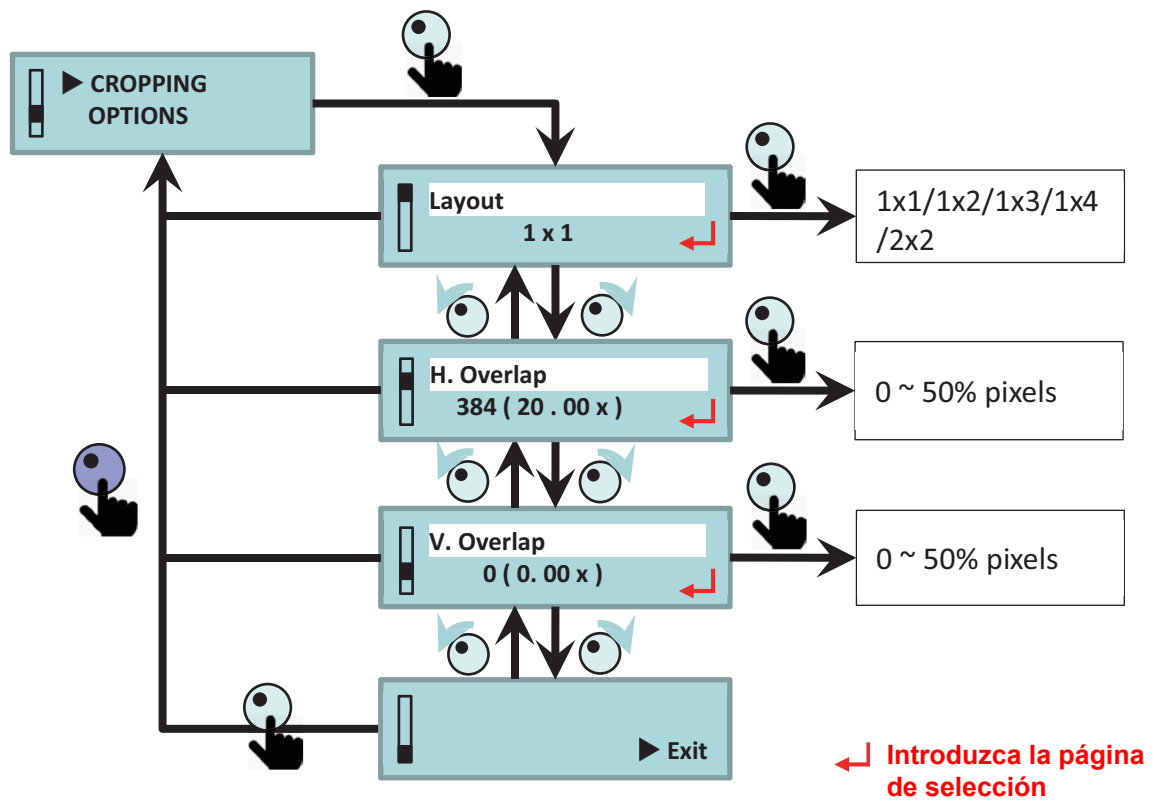 ▶ CROPPING
OPTIONS
Layout
1 x 1
1x1/1x2/1x3/1x4
/2x2
H. Overlap
384 ( 20 . 00 x )
0 ~ 50% pixels
V. Overlap
0 ( 0. 00 x )
0 ~ 50% pixels
▶ Exit
Introduzca la página
de selección